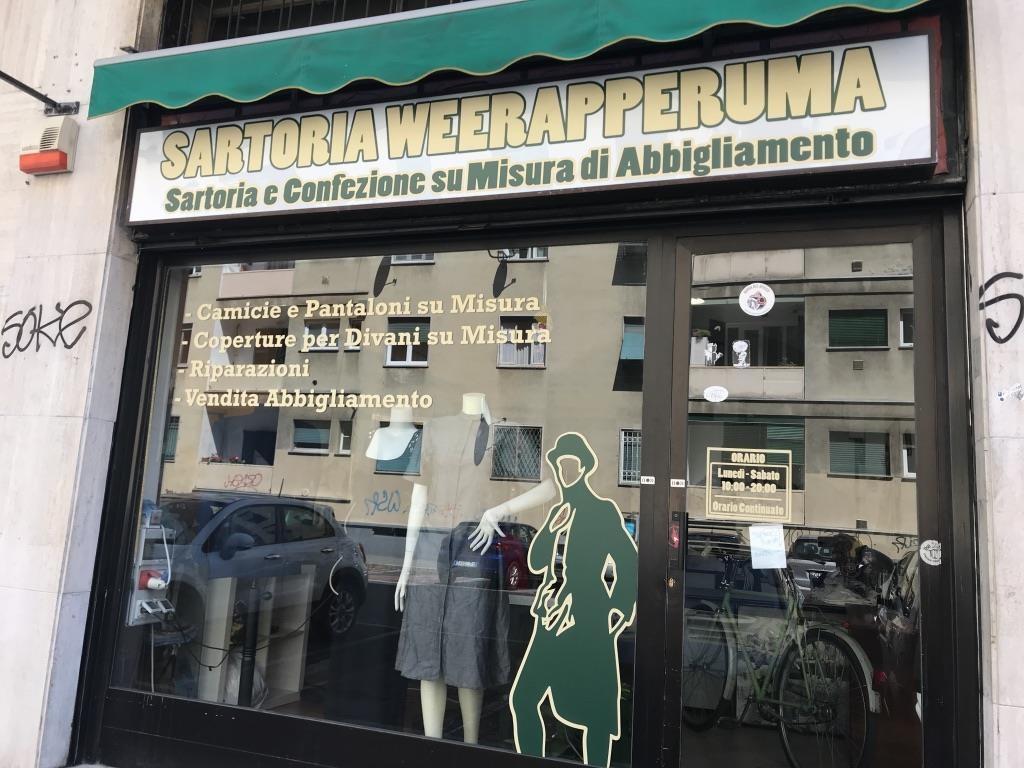 SARTORIA WEERAPPERUMA
Sartoria e Confezione su Misura di Abbigliamento
- Camicie e Pantaloni su Misura
- Coperture per Divani su Misura
- Riparazioni
- Vendita Abbigliamento
ORARIO
Lunedì - Sabato
10:00 - 20:00
Orario Continuato